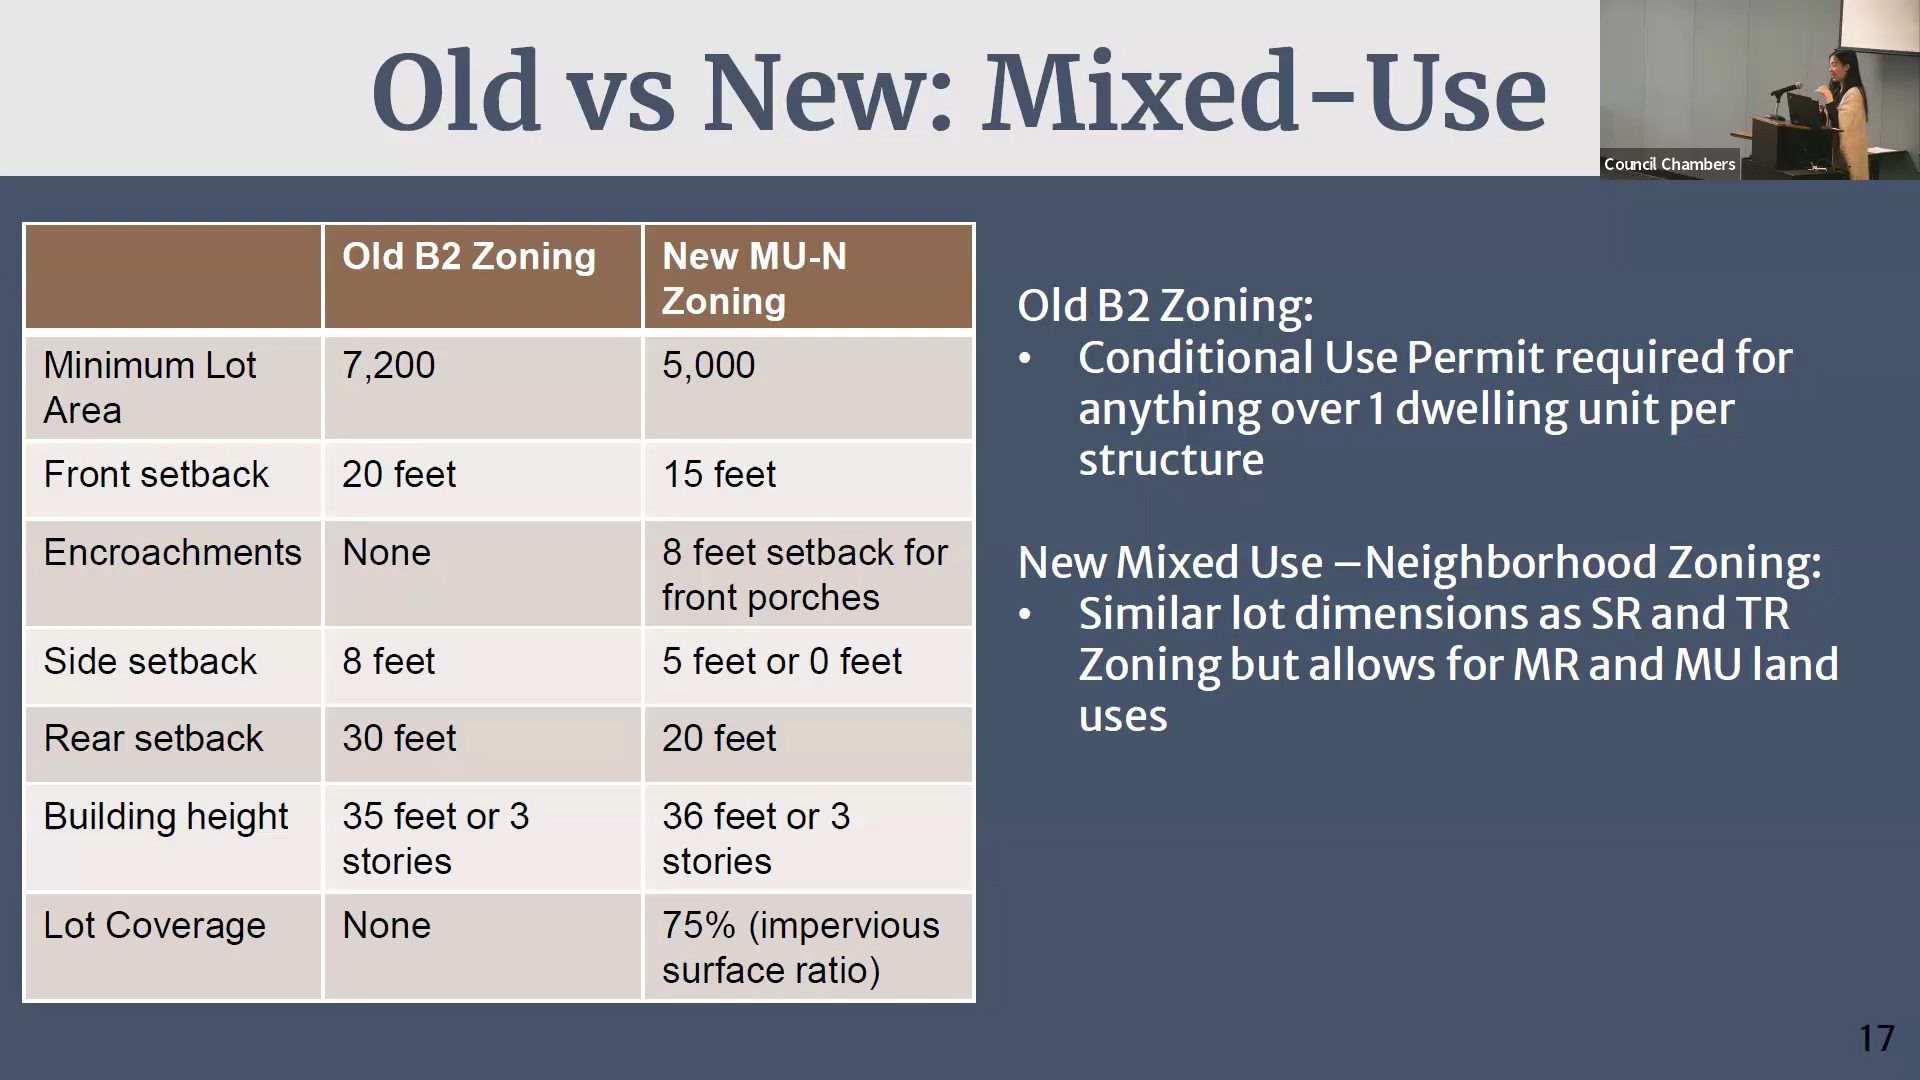 Old vs New: Mixed-Use
Council Chambers
Old B2 Zoning
New MU-N
Zoning
Minimum Lot
Area
7,200
5,000
Front setback
20 feet
15 feet
Encroachments
None
8 feet setback for
front porches
Side setback
8 feet
5 feet or 0 feet
Rear setback
30 feet
20 feet
Building height
35 feet or 3
stories
36 feet or 3
stories
Lot Coverage
None
75% (impervious
surface ratio)
Old B2 Zoning:
• Conditional Use Permit required for
anything over 1 dwelling unit per
structure
New Mixed Use –Neighborhood Zoning:
• Similar lot dimensions as SR and TR
Zoning but allows for MR and MU land
uses
17